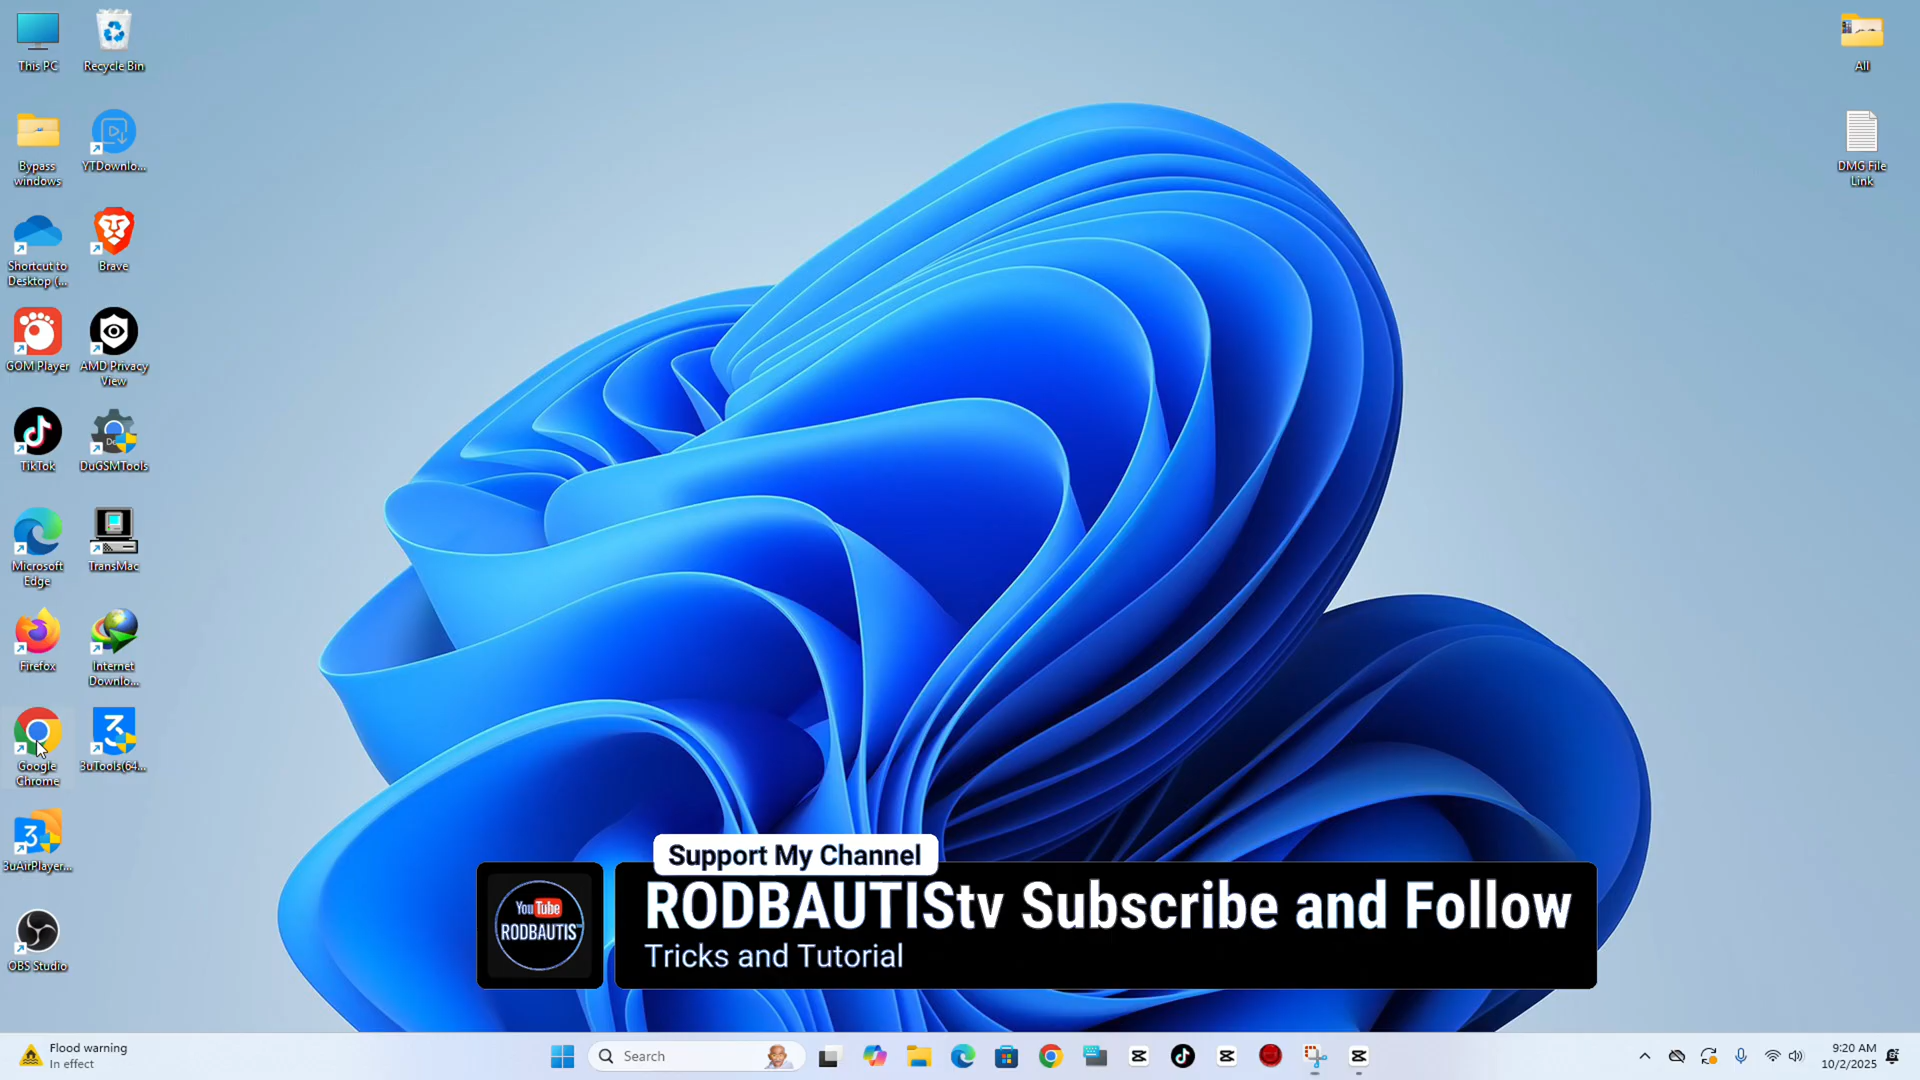 This PC
Recycle Bin
All
Bypass
windows
YTDownlo...
DMG File
Link
Shortcut to
Desktop (...
Brave
GOM Player
AMD Privacy
View
TikTok
DuGSMTools
Microsoft
Edge
TransMac
Firefox
Internet
Downlo...
Google
Chrome
3uTools(64...
3uAirPlayer...
OBS Studio
Support My Channel
YouTube
RODBAUTIS
RODBAUTIStv Subscribe and Follow
Tricks and Tutorial
Flood warning
In effect
Search
9:20 AM
10/2/2025